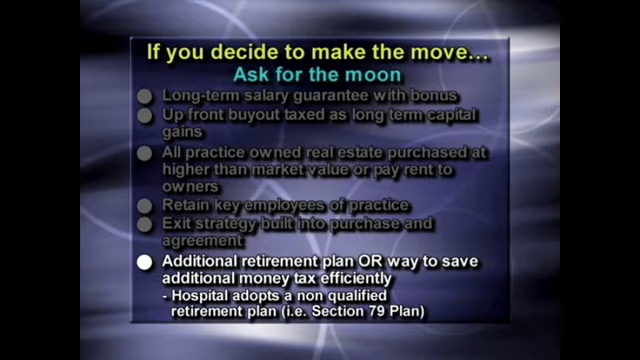 If you decide to make the move...
Ask for the moon
Long-term salary guarantee with bonus
Up front buyout taxed as long term capital
gains
All practice owned real estate purchased at
higher than market value or pay rent to
owners
Retain key employees of practice
Exit strategy built into purchase and
agreement
Additional retirement plan OR way to save
additional money tax efficiently
- Hospital adopts a non qualified
retirement plan (i.e. Section 79 Plan)